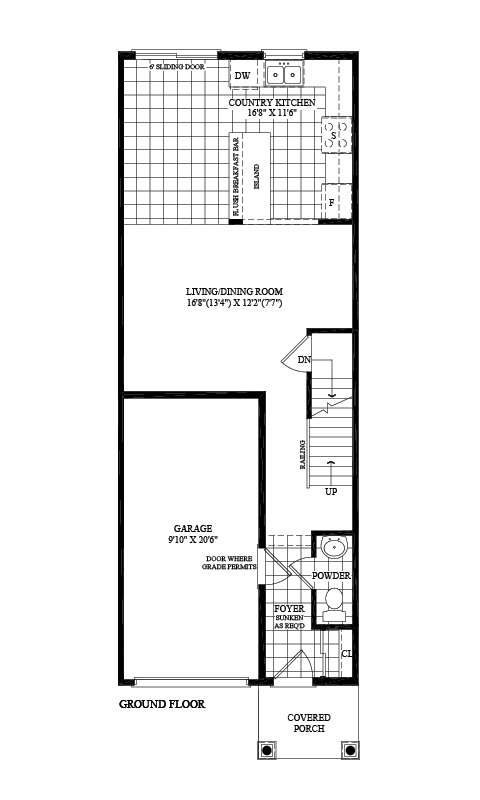 6' SLIDING DOOR
DW
COUNTRY KITCHEN
16'8" X 11'6"
S
FLUSH BREAKFAST BAR
ISLAND
F
LIVING/DINING ROOM
16'8"(13'4") X 12'2"(7'7")
DN
RAILING
UP
GARAGE
9'10" X 20'6"
DOOR WHERE
GRADE PERMITS
POWDER
FOYER
SUNKEN
AS REQ'D
CL
GROUND FLOOR
COVERED
PORCH